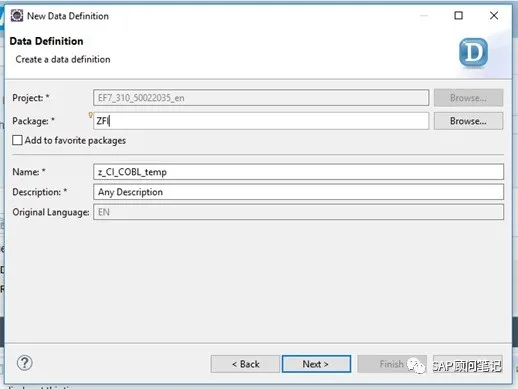 New Data Definition
Data Definition
Create a data definition
D
Project: * EF7_310_50022035_en Browse...
Package: * ZFI Browse...
Add to favorite packages
Name: * z_CI_COBL_temp
Description: * Any Description
Original Language: EN
? < Back Next > Finish
SAP顾问笔记